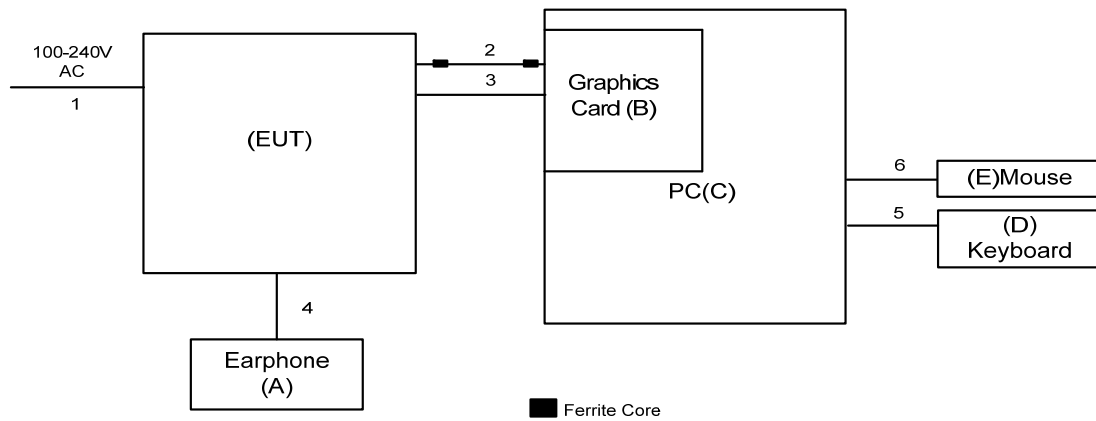 100-240V
AC
1
(EUT)
2
3
Graphics
Card (B)
PC(C)
6
(E)Mouse
5
(D)
Keyboard
4
Earphone
(A)
Ferrite Core